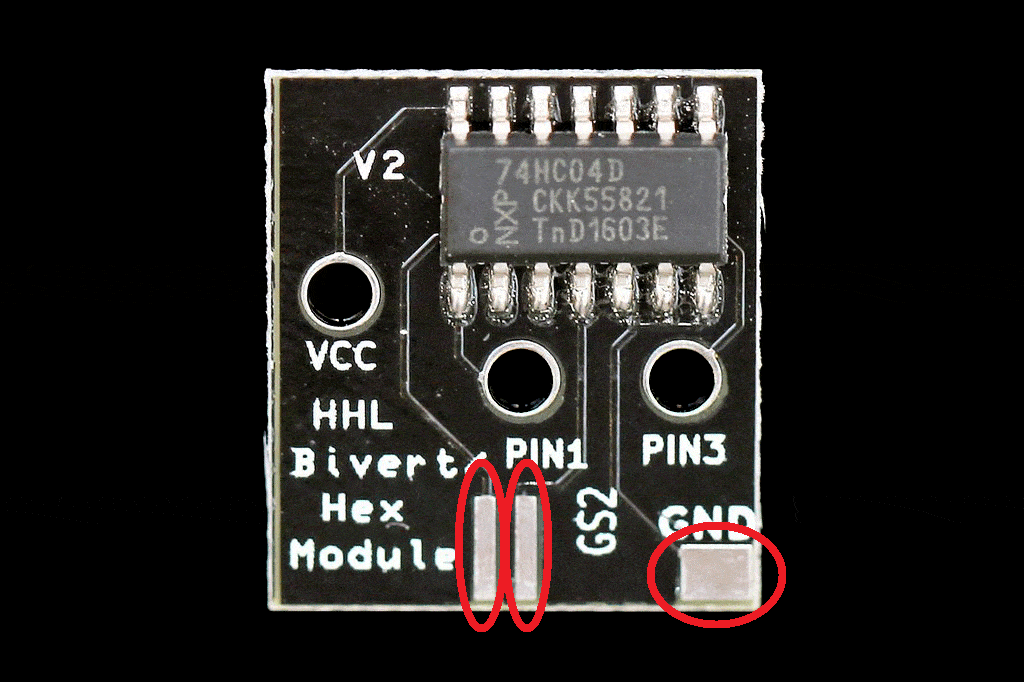 V2
74HC04D
CKK55821
NXP
TnD1603E
VCC
HHL
PIN1
PIN3
Bivert.
Hex
GS2
GND
Module